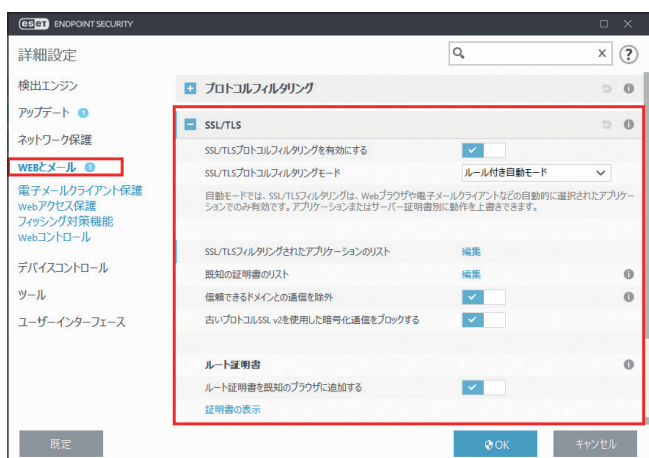 eset ENDPOINT SECURITY
詳細設定
検出エンジン
アップデート 1
ネットワーク保護
WEBとメール 1
電子メールクライアント保護
Webアクセス保護
フィッシング対策機能
Webコントロール
デバイスコントロール
ツール
ユーザーインターフェース
プロトコルフィルタリング
SSL/TLS
SSL/TLSプロトコルフィルタリングを有効にする
SSL/TLSプロトコルフィルタリングモード ルール付き自動モード
自動モードでは、SSL/TLSフィルタリングは、Webブラウザや電子メールクライアントなどの自動的に選択されたアプリケー
ションでのみ有効です。アプリケーションまたはサーバー証明書別に動作を上書きできます。
SSL/TLSフィルタリングされたアプリケーションのリスト 編集
既知の証明書のリスト 編集
信頼できるドメインとの通信を除外
古いプロトコルSSL v2を使用した暗号化通信をブロックする
ルート証明書
ルート証明書を既知のブラウザに追加する
証明書の表示
既定 OK キャンセル